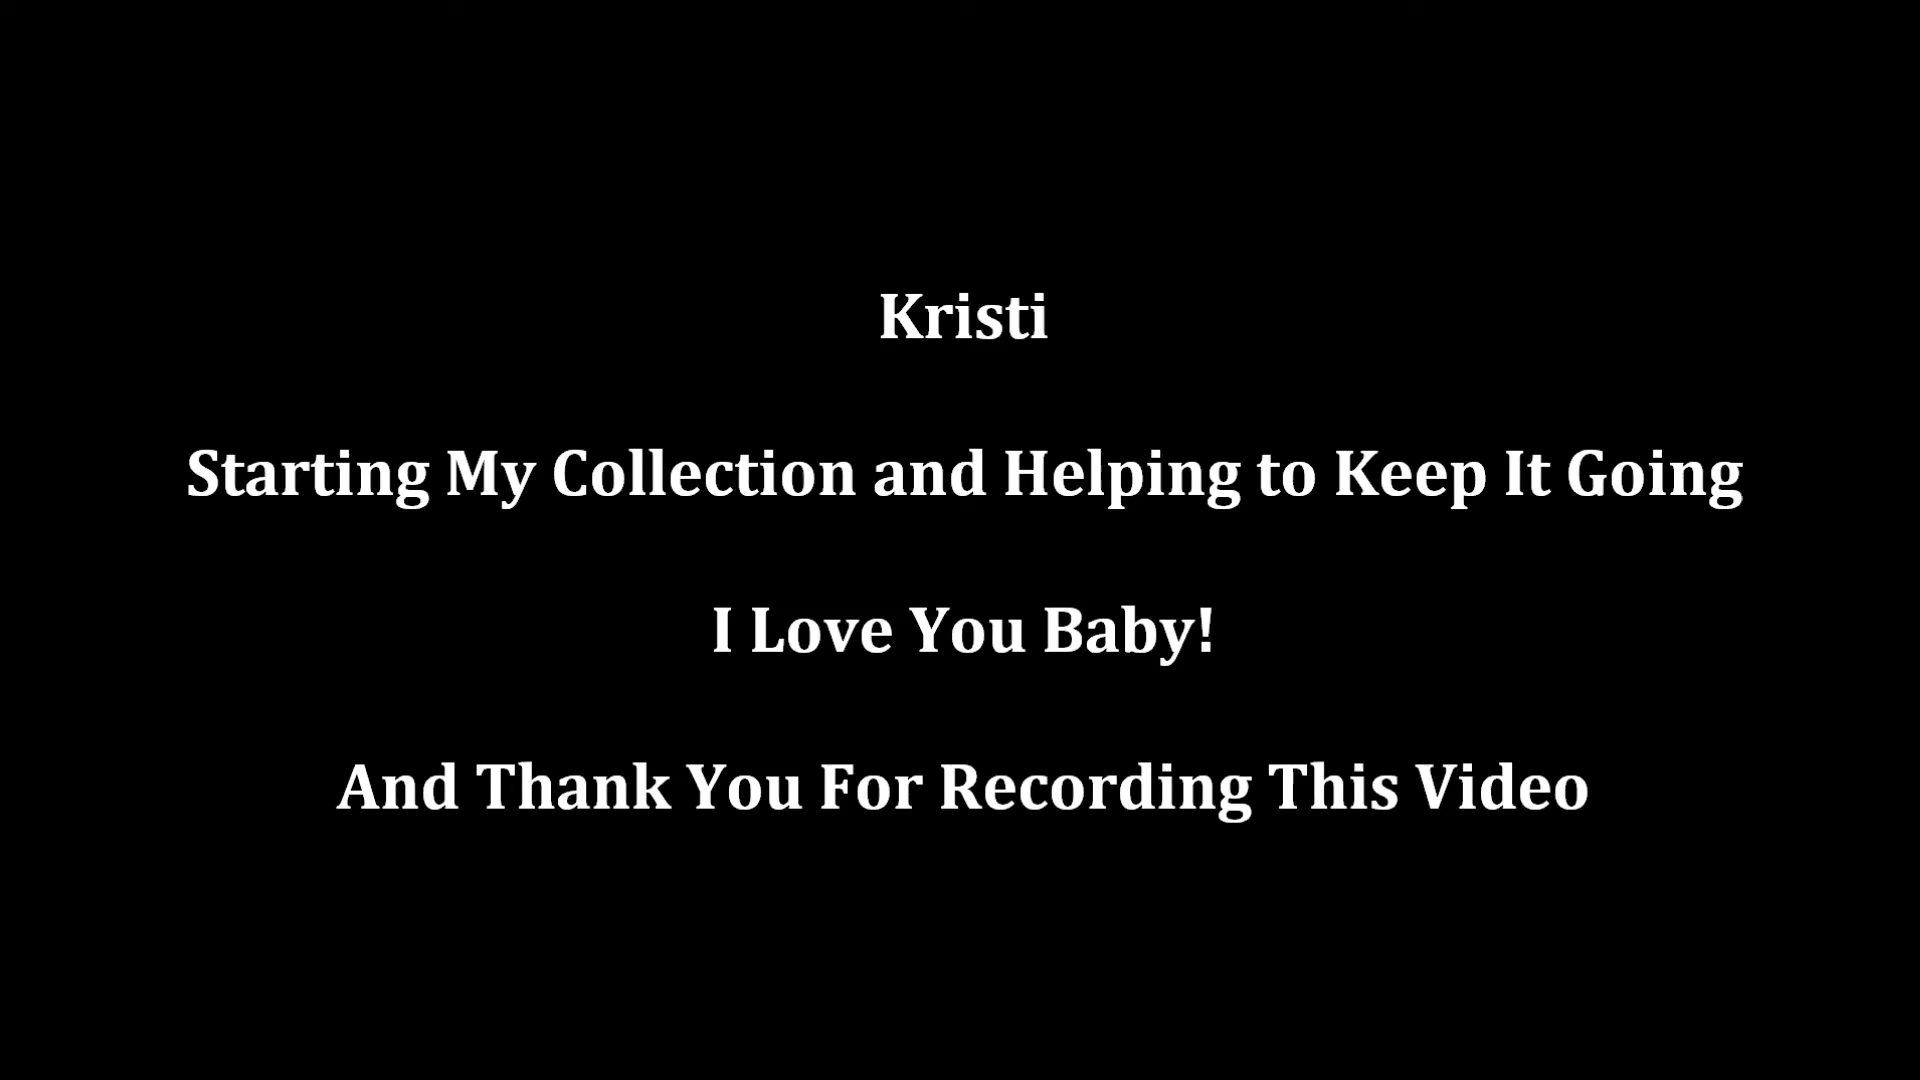 Kristi
Starting My Collection and Helping to Keep It Going
I Love You Baby!
And Thank You For Recording This Video